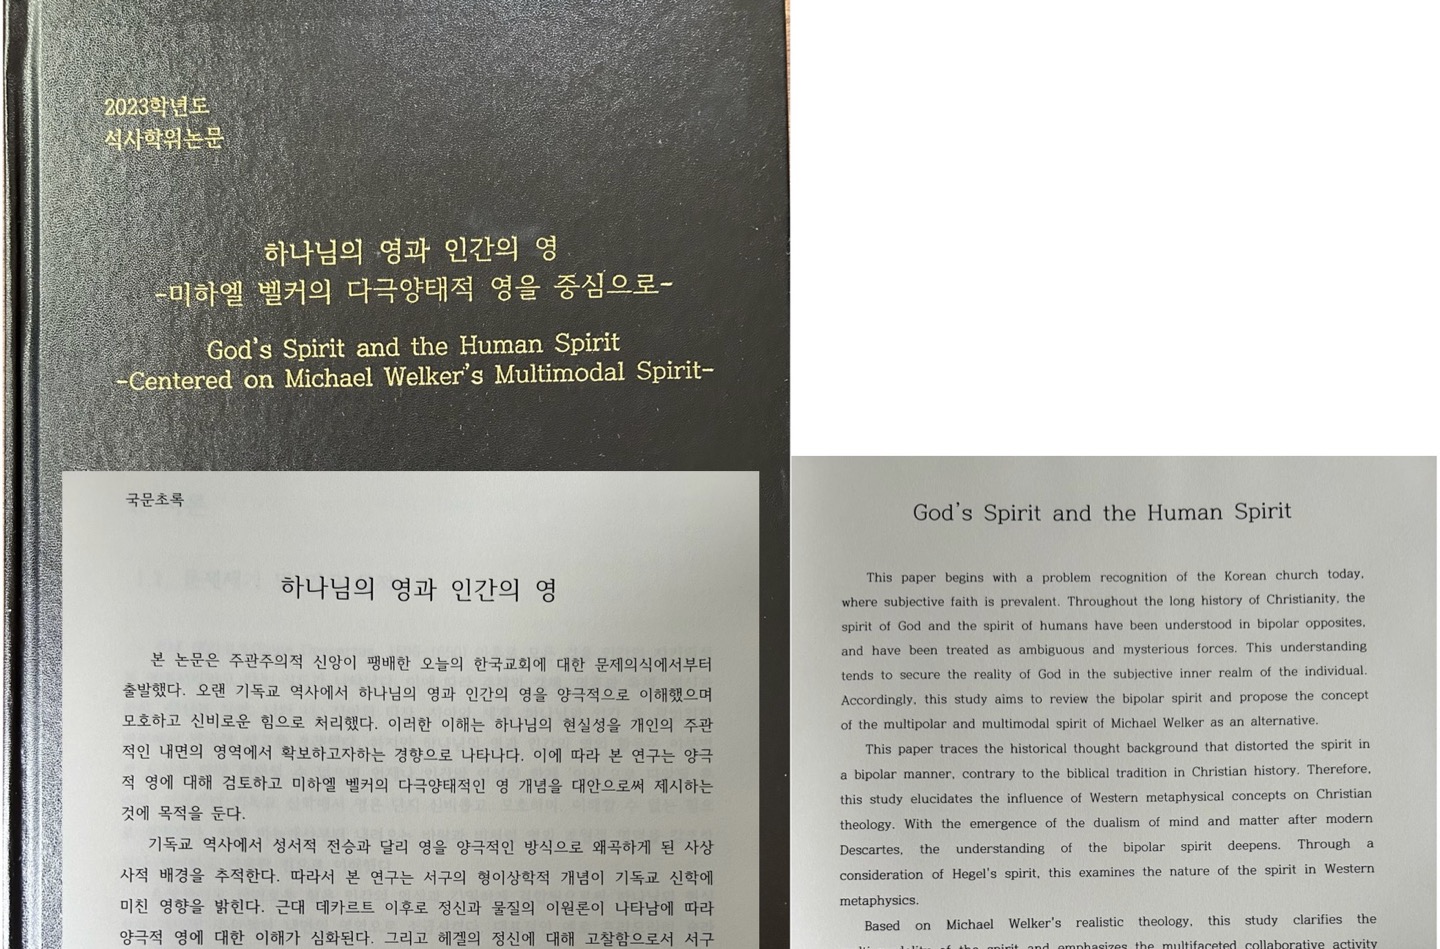 2023학년도
석사학위논문
하나님의 영과 인간의 영
-미하엘 벨커의 다극양태적 영을 중심으로-
God's Spirit and the Human Spirit
-Centered on Michael Welker's Multimodal Spirit-
국문초록
하나님의 영과 인간의 영
본 논문은 주관주의적 신앙이 팽배한 오늘의 한국교회에 대한 문제의식에서부터
출발했다. 오랜 기독교 역사에서 하나님의 영과 인간의 영을 양극적으로 이해했으며
모호하고 신비로운 힘으로 처리했다. 이러한 이해는 하나님의 현실성을 개인의 주관
적인 내면의 영역에서 확보하고자하는 경향으로 나타나다. 이에 따라 본 연구는 양극
적 영에 대해 검토하고 미하엘 벨커의 다극양태적인 영 개념을 대안으로써 제시하는
것에 목적을 둔다.
기독교 역사에서 성서적 전승과 달리 영을 양극적인 방식으로 왜곡하게 된 사상
사적 배경을 추적한다. 따라서 본 연구는 서구의 형이상학적 개념이 기독교 신학에
미친 영향을 밝힌다. 근대 데카르트 이후로 정신과 물질의 이원론이 나타남에 따라
양극적 영에 대한 이해가 심화된다. 그리고 헤겔의 정신에 대해 고찰함으로서 서구
God's Spirit and the Human Spirit
This paper begins with a problem recognition of the Korean church today,
where subjective faith is prevalent. Throughout the long history of Christianity, the
spirit of God and the spirit of humans have been understood in bipolar opposites,
and have been treated as ambiguous and mysterious forces. This understanding
tends to secure the reality of God in the subjective inner realm of the individual.
Accordingly, this study aims to review the bipolar spirit and propose the concept
of the multipolar and multimodal spirit of Michael Welker as an alternative.
This paper traces the historical thought background that distorted the spirit in
a bipolar manner, contrary to the biblical tradition in Christian history. Therefore,
this study elucidates the influence of Western metaphysical concepts on Christian
theology. With the emergence of the dualism of mind and matter after modern
Descartes, the understanding of the bipolar spirit deepens. Through a
consideration of Hegel's spirit, this examines the nature of the spirit in Western
metaphysics.
Based on Michael Welker's realistic theology, this study clarifies the
of the spirit and emphasizes the multifaceted collaborative activity